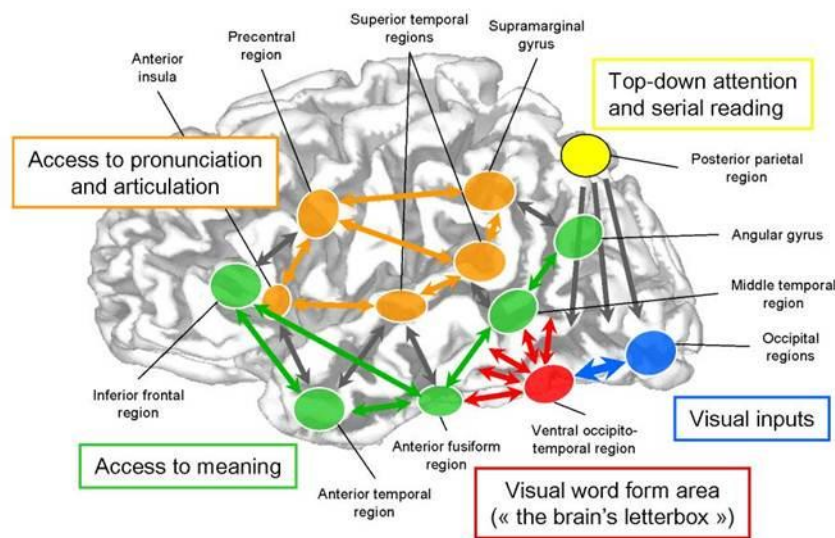 Superior temporal
regions
Supramarginal
gyrus
Precentral
region
Anterior
insula
Top-down attention
and serial reading
Access to pronunciation
and articulation
Posterior parietal
region
Angular gyrus
Middle temporal
region
Occipital
regions
Inferior frontal
region
Visual inputs
Ventral occipito-
temporal region
Anterior fusiform
region
Access to meaning
Anterior temporal
region
Visual word form area
(« the brain’s letterbox »)